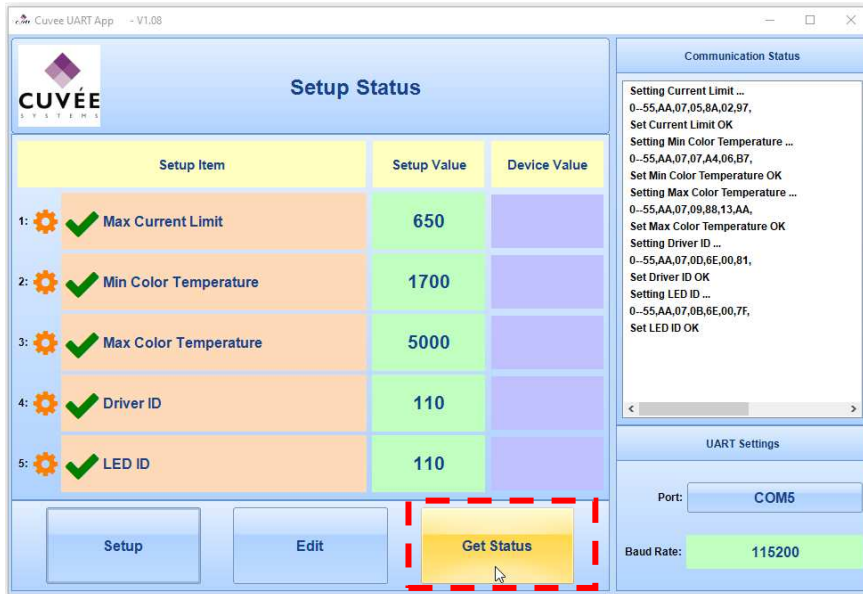 Cuvee UART App - V1.08
CUVÉE
SYSTEMS
Setup Status
Setup Item Setup Value Device Value
1: Max Current Limit 650
2: Min Color Temperature 1700
3: Max Color Temperature 5000
4: Driver ID 110
5: LED ID 110
Setup Edit Get Status
Communication Status
Setting Current Limit ...
0--55,AA,07,05,8A,02,97,
Set Current Limit OK
Setting Min Color Temperature ...
0--55,AA,07,07,A4,06,B7,
Set Min Color Temperature OK
Setting Max Color Temperature ...
0--55,AA,07,09,88,13,AA,
Set Max Color Temperature OK
Setting Driver ID ...
0--55,AA,07,0D,6E,00,81,
Set Driver ID OK
Setting LED ID ...
0--55,AA,07,0B,6E,00,7F,
Set LED ID OK
UART Settings
Port: COM5
Baud Rate: 115200